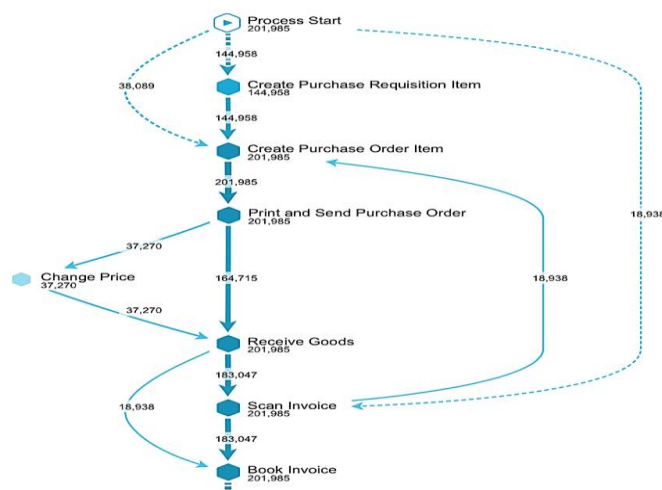 Process Start
201,985
144,958
38,089
Create Purchase Requisition Item
144,958
144,958
Create Purchase Order Item
201,985
201,985
Print and Send Purchase Order
201,985
18,938
37,270
Change Price
37,270
164,715
18,938
37,270
Receive Goods
201,985
183,047
18,938
Scan Invoice
201,985
183,047
Book Invoice
201,985